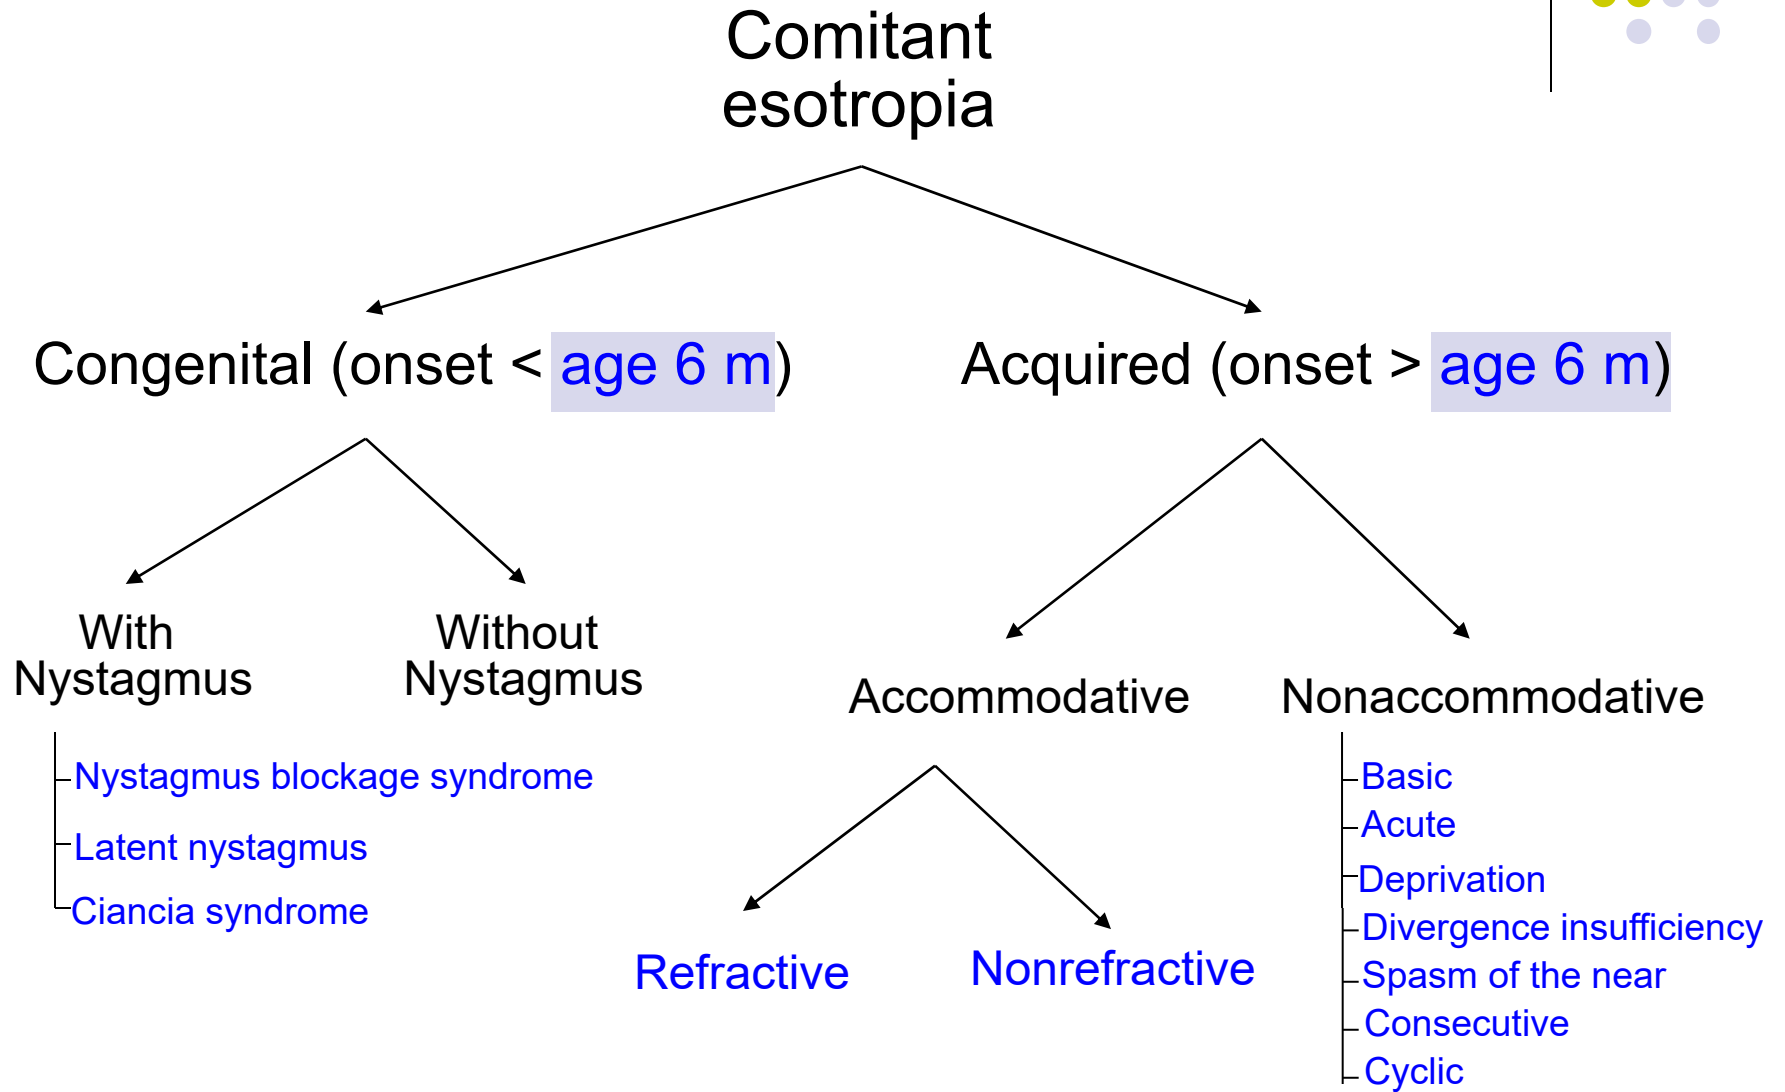 Comitant
esotropia
Congenital (onset < age 6 m)
Acquired (onset > age 6 m)
With
Nystagmus
Without
Nystagmus
Accommodative
Nonaccommodative
Nystagmus blockage syndrome
Latent nystagmus
Ciancia syndrome
Refractive
Nonrefractive
Basic
Acute
Deprivation
Divergence insufficiency
Spasm of the near
Consecutive
Cyclic